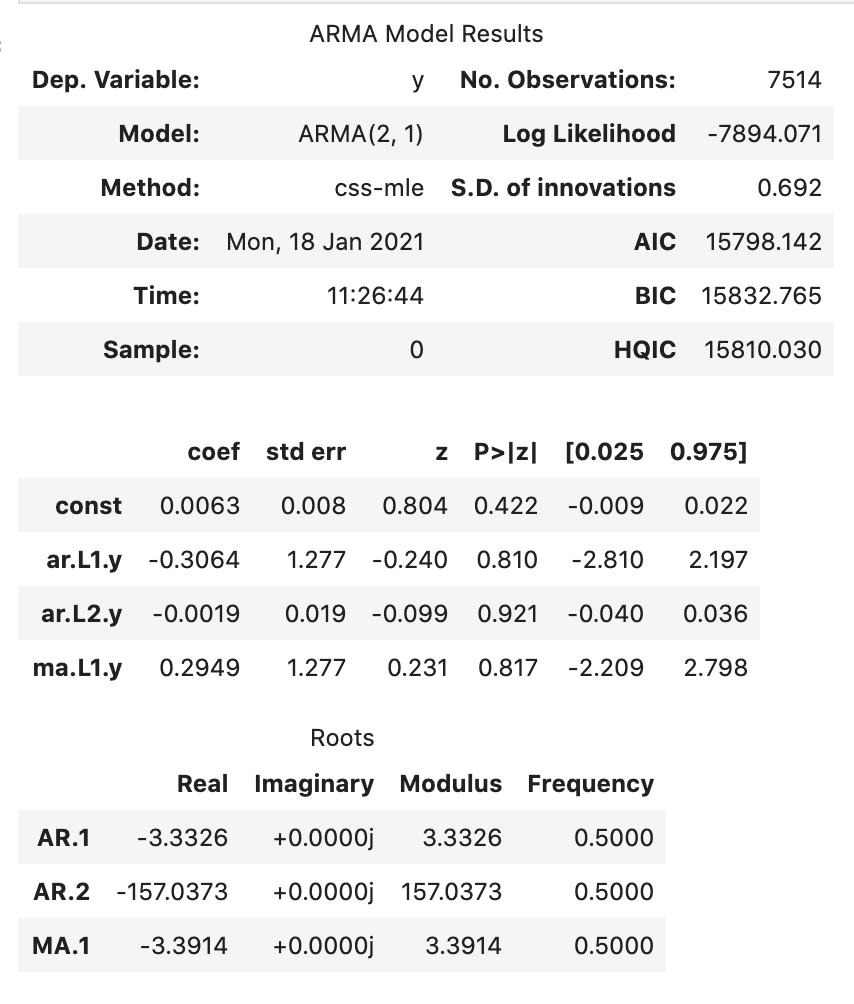 ARMA Model Results
Dep. Variable: y No. Observations: 7514
Model: ARMA(2, 1) Log Likelihood -7894.071
Method: css-mle S.D. of innovations 0.692
Date: Mon, 18 Jan 2021 AIC 15798.142
Time: 11:26:44 BIC 15832.765
Sample: 0 HQIC 15810.030
coef std err z P>|z| [0.025 0.975]
const 0.0063 0.008 0.804 0.422 -0.009 0.022
ar.L1.y -0.3064 1.277 -0.240 0.810 -2.810 2.197
ar.L2.y -0.0019 0.019 -0.099 0.921 -0.040 0.036
ma.L1.y 0.2949 1.277 0.231 0.817 -2.209 2.798
Roots
Real Imaginary Modulus Frequency
AR.1 -3.3326 +0.0000j 3.3326 0.5000
AR.2 -157.0373 +0.0000j 157.0373 0.5000
MA.1 -3.3914 +0.0000j 3.3914 0.5000